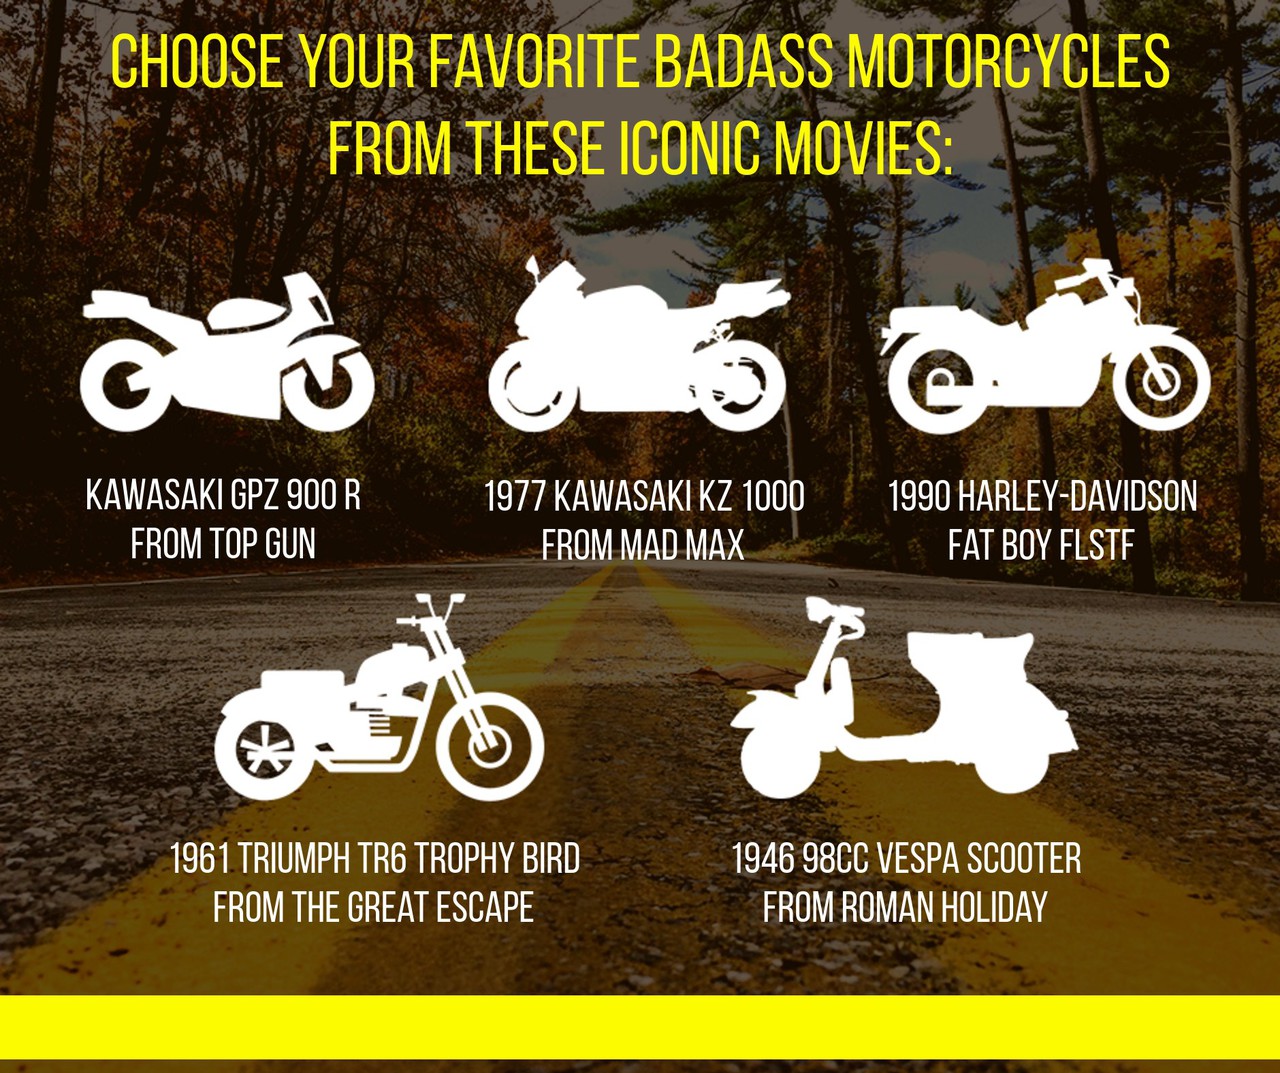 CHOOSE YOUR FAVORITE BADASS MOTORCYCLES
FROM THESE ICONIC MOVIES:
KAWASAKI GPZ 900 R
FROM TOP GUN
1977 KAWASAKI KZ 1000
FROM MAD MAX
1990 HARLEY-DAVIDSON
FAT BOY FLSTF
1961 TRIUMPH TR6 TROPHY BIRD
FROM THE GREAT ESCAPE
1946 98CC VESPA SCOOTER
FROM ROMAN HOLIDAY